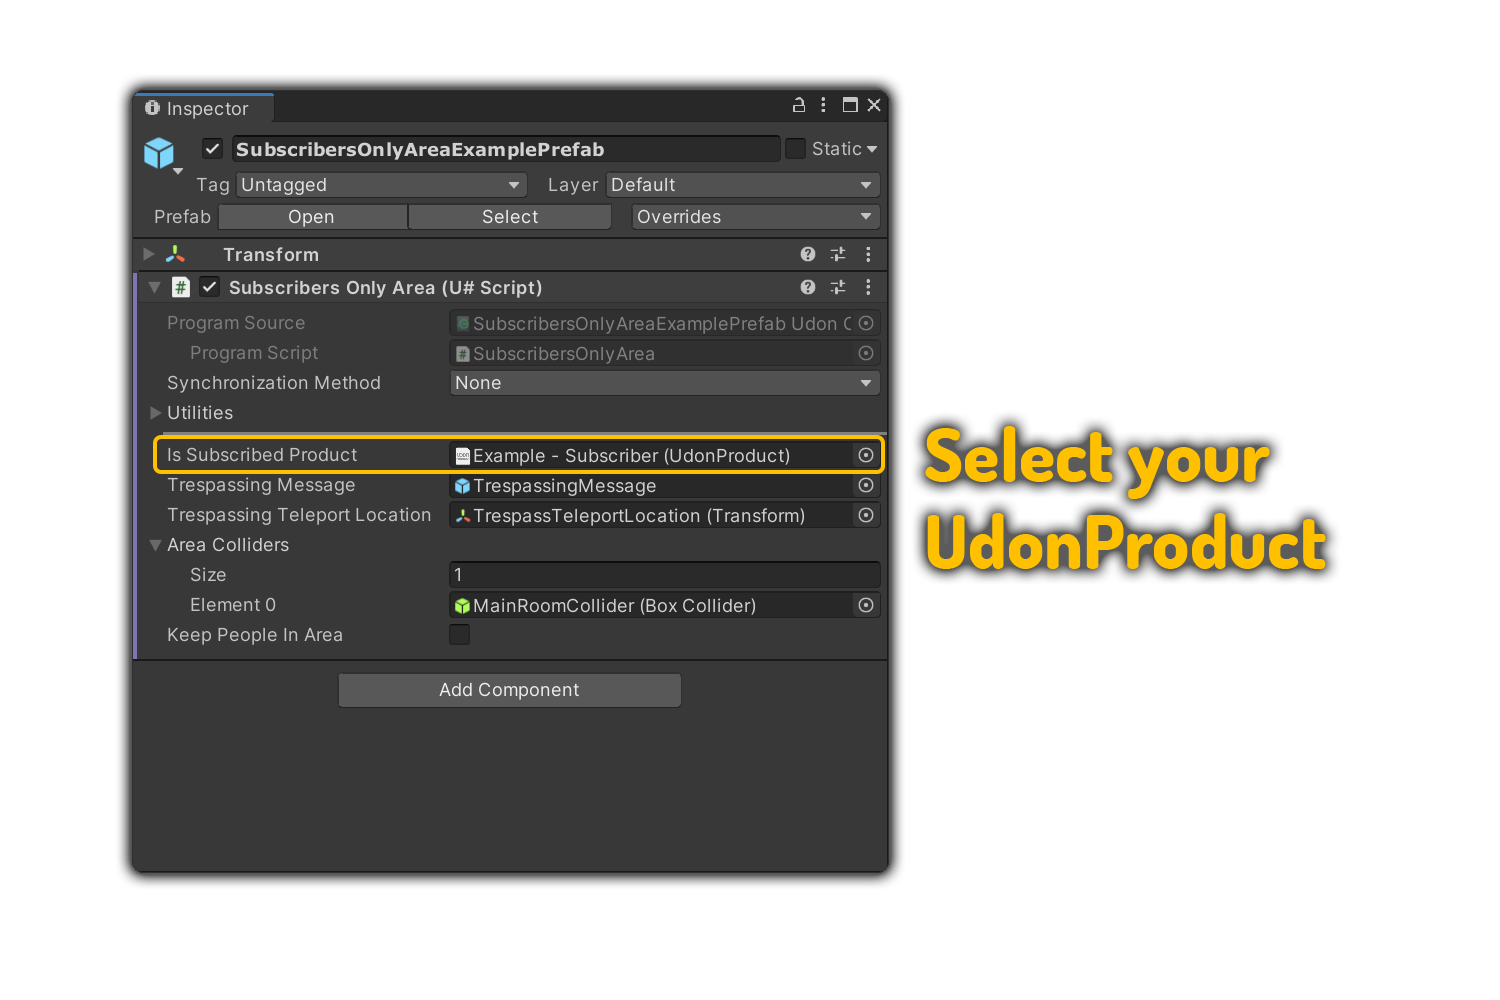 Inspector
SubscribersOnlyAreaExamplePrefab Static
Tag Untagged Layer Default
Prefab Open Select Overrides
Transform
# Subscribers Only Area (U# Script)
Program Source SubscribersOnlyAreaExamplePrefab Udon C
Program Script # SubscribersOnlyArea
Synchronization Method None
Utilities
Is Subscribed Product Example - Subscriber (UdonProduct)
Trespassing Message TrespassingMessage
Trespassing Teleport Location TrespassTeleportLocation (Transform)
Area Colliders
Size 1
Element 0 MainRoomCollider (Box Collider)
Keep People In Area
Add Component
Select your
UdonProduct